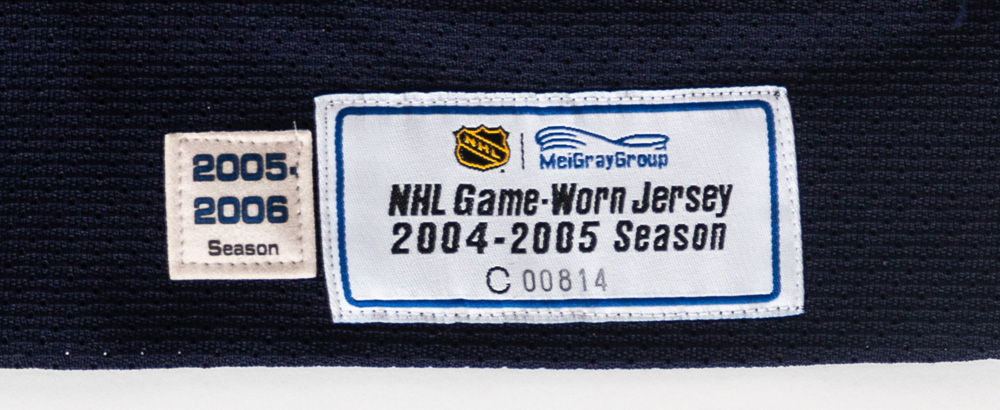 2005-
2006
Season
NHL
MeiGrayGroup
NHL Game-Worn Jersey
2004-2005 Season
C 00814